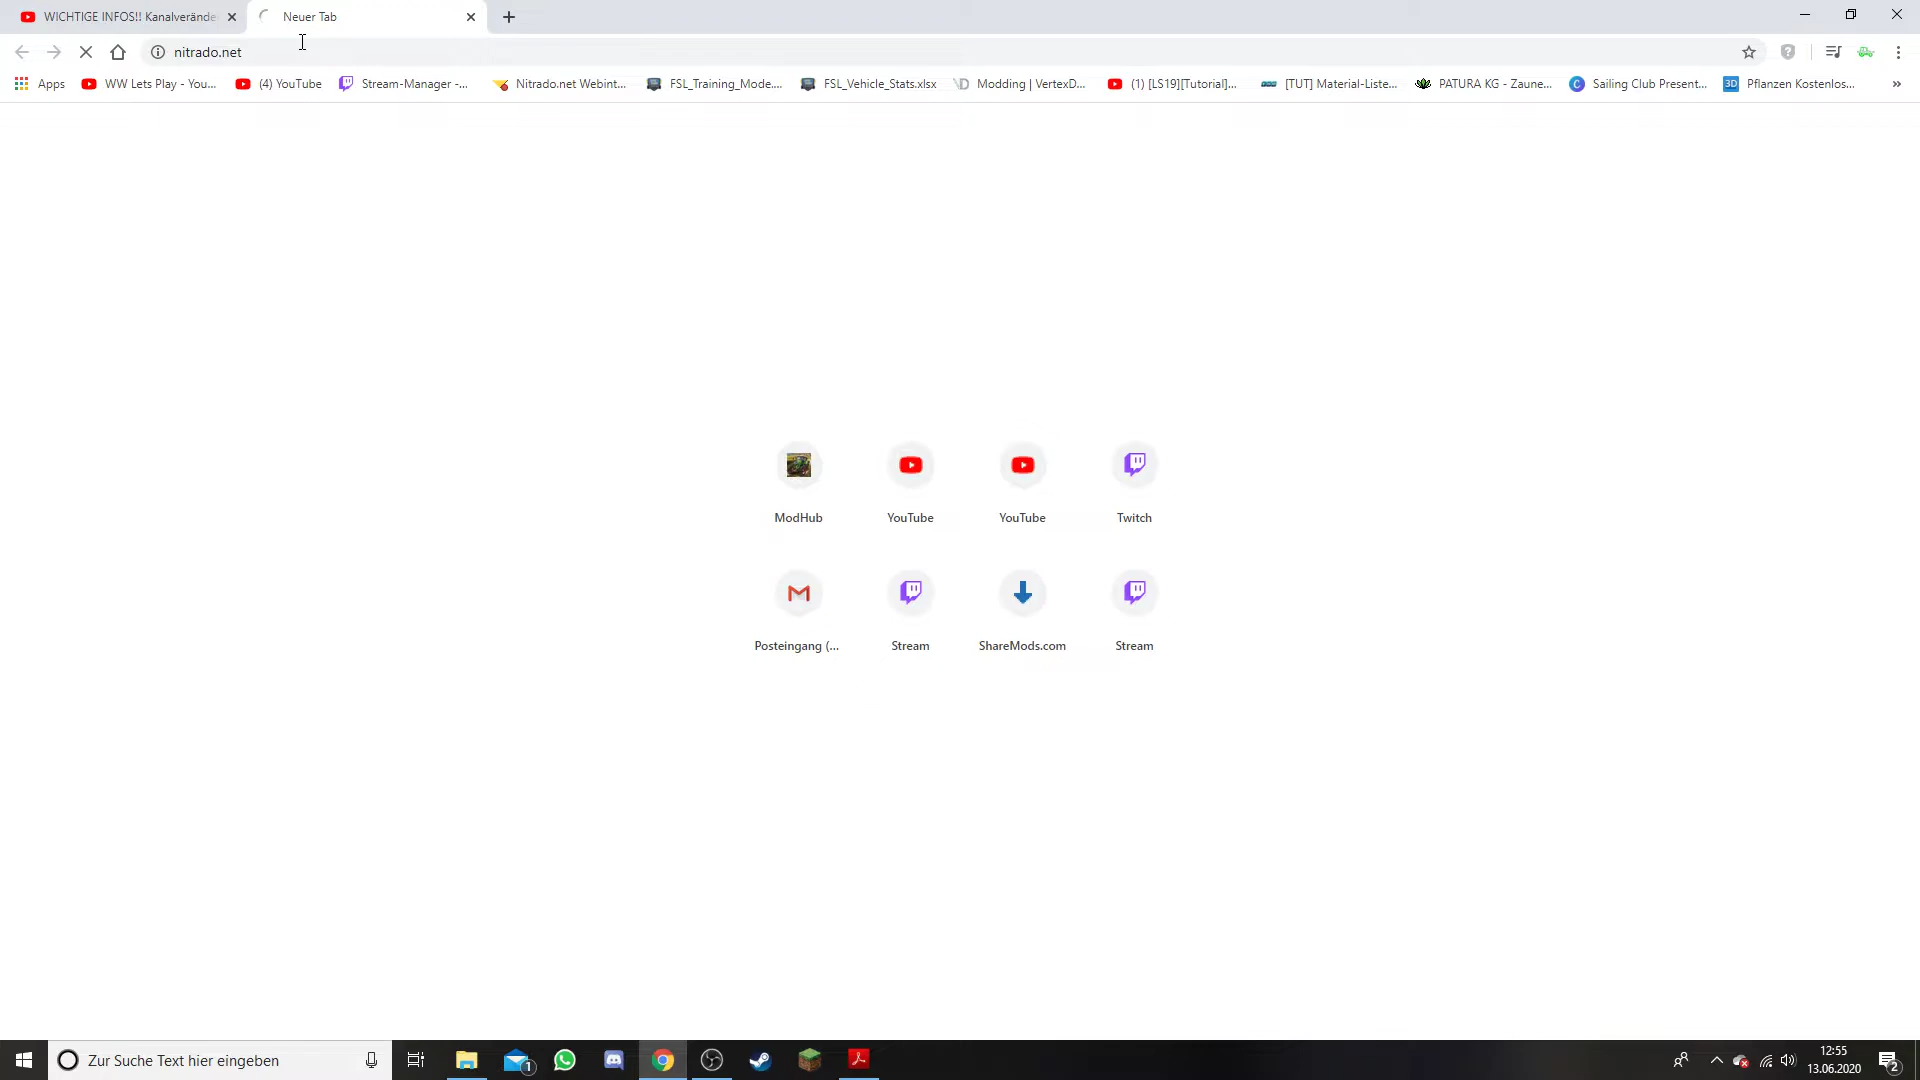 WICHTIGE INFOS!! Kanalverände
Neuer Tab
nitrado.net
Apps
WW Lets Play - You...
(4) YouTube
Stream-Manager -...
Nitrado.net Webint...
FSL_Training_Mode....
FSL_Vehicle_Stats.xlsx
Modding | VertexD...
(1) [LS19][Tutorial]...
[TUT] Material-Liste...
PATURA KG - Zaune...
Sailing Club Present...
3D
Pflanzen Kostenlos...
»
ModHub
YouTube
YouTube
Twitch
Posteingang (...
Stream
ShareMods.com
Stream
Zur Suche Text hier eingeben
1
12:55
13.06.2020
2